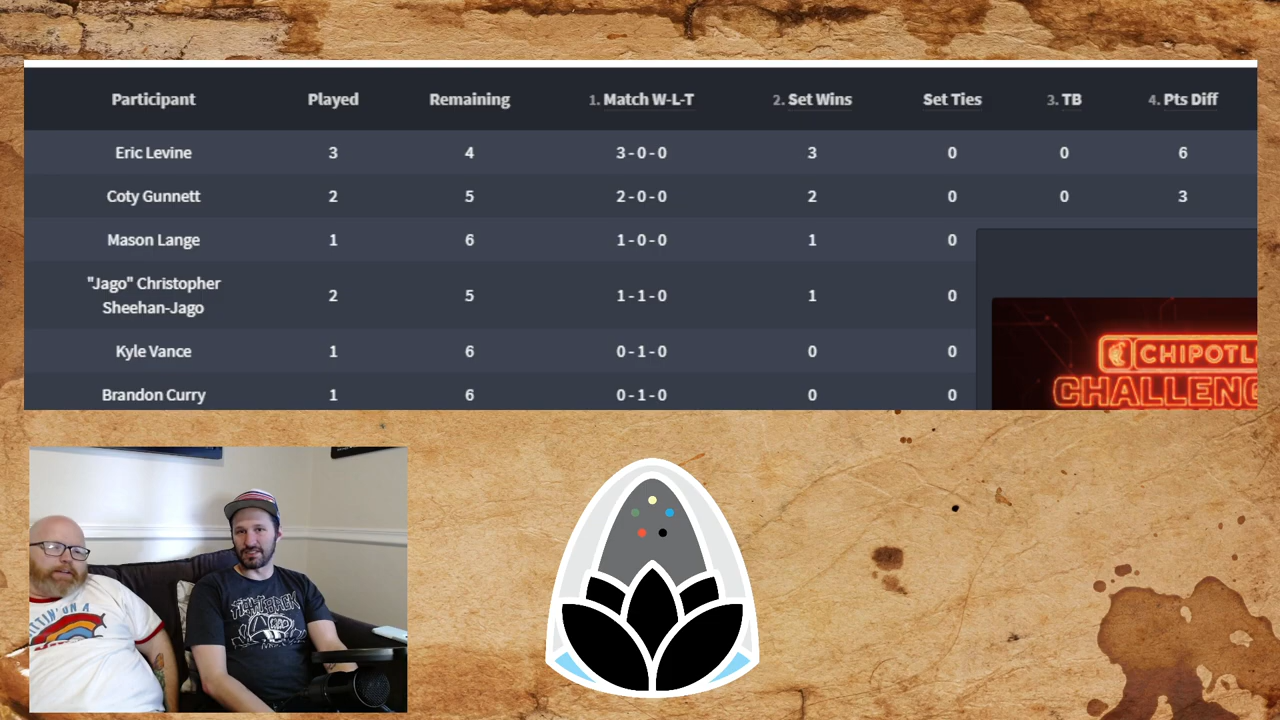 Participant Played Remaining 1. Match W-L-T 2. Set Wins Set Ties 3. TB 4. Pts Diff
Eric Levine 3 4 3 - 0 - 0 3 0 0 6
Coty Gunnett 2 5 2 - 0 - 0 2 0 0 3
Mason Lange 1 6 1 - 0 - 0 1 0
"Jago" Christopher
Sheehan-Jago 2 5 1 - 1 - 0 1 0
Kyle Vance 1 6 0 - 1 - 0 0 0
Brandon Curry 1 6 0 - 1 - 0 0 0
CHIPOTL
CHALLENG
ON A